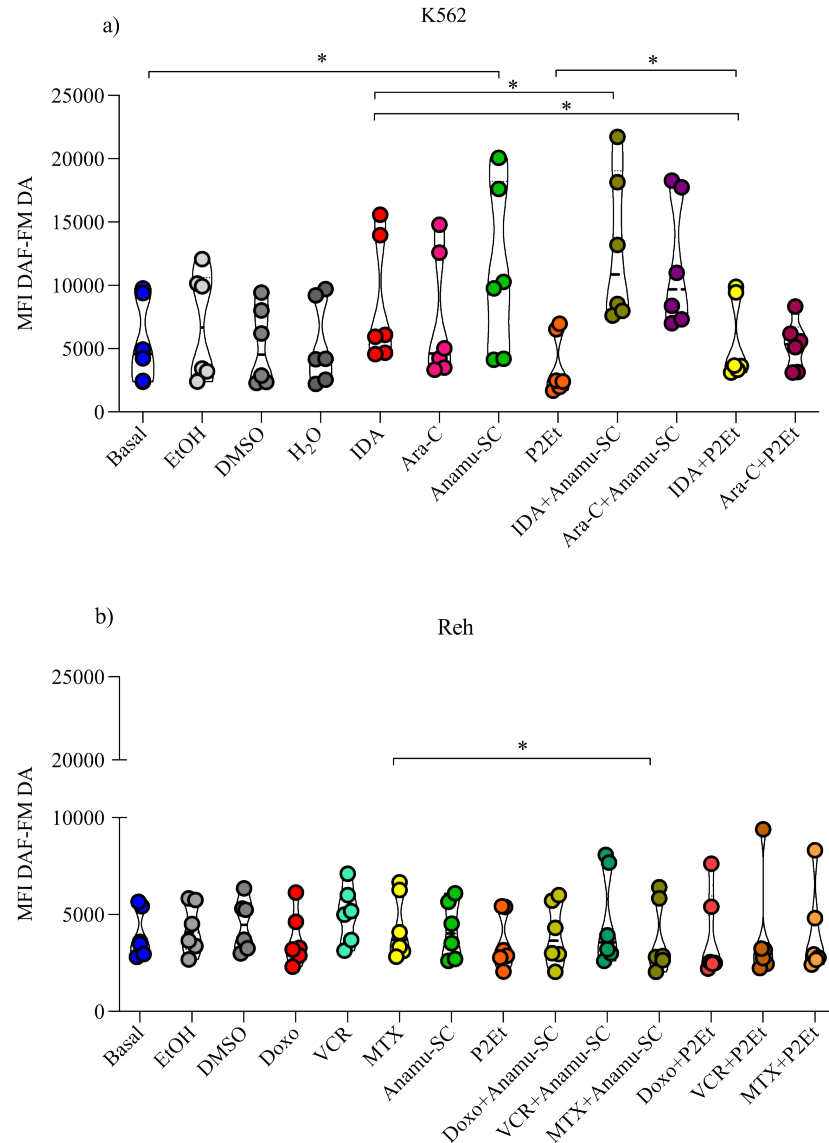 a)
K562
*
*
*
*
MFI DAF-FM DA
25000
20000
15000
10000
5000
0
Basal
EtOH
DMSO
H₂O
IDA
Ara-C
Anamu-SC
P2Et
IDA+Anamu-SC
Ara-C+Anamu-SC
IDA+P2Et
Ara-C+P2Et
b)
Reh
*
MFI DAF-FM DA
25000
20000
10000
5000
0
Basal
EtOH
DMSO
Doxo
VCR
MTX
Anamu-SC
P2Et
Doxo+Anamu-SC
VCR+Anamu-SC
MTX+Anamu-SC
Doxo+P2Et
VCR+P2Et
MTX+P2Et